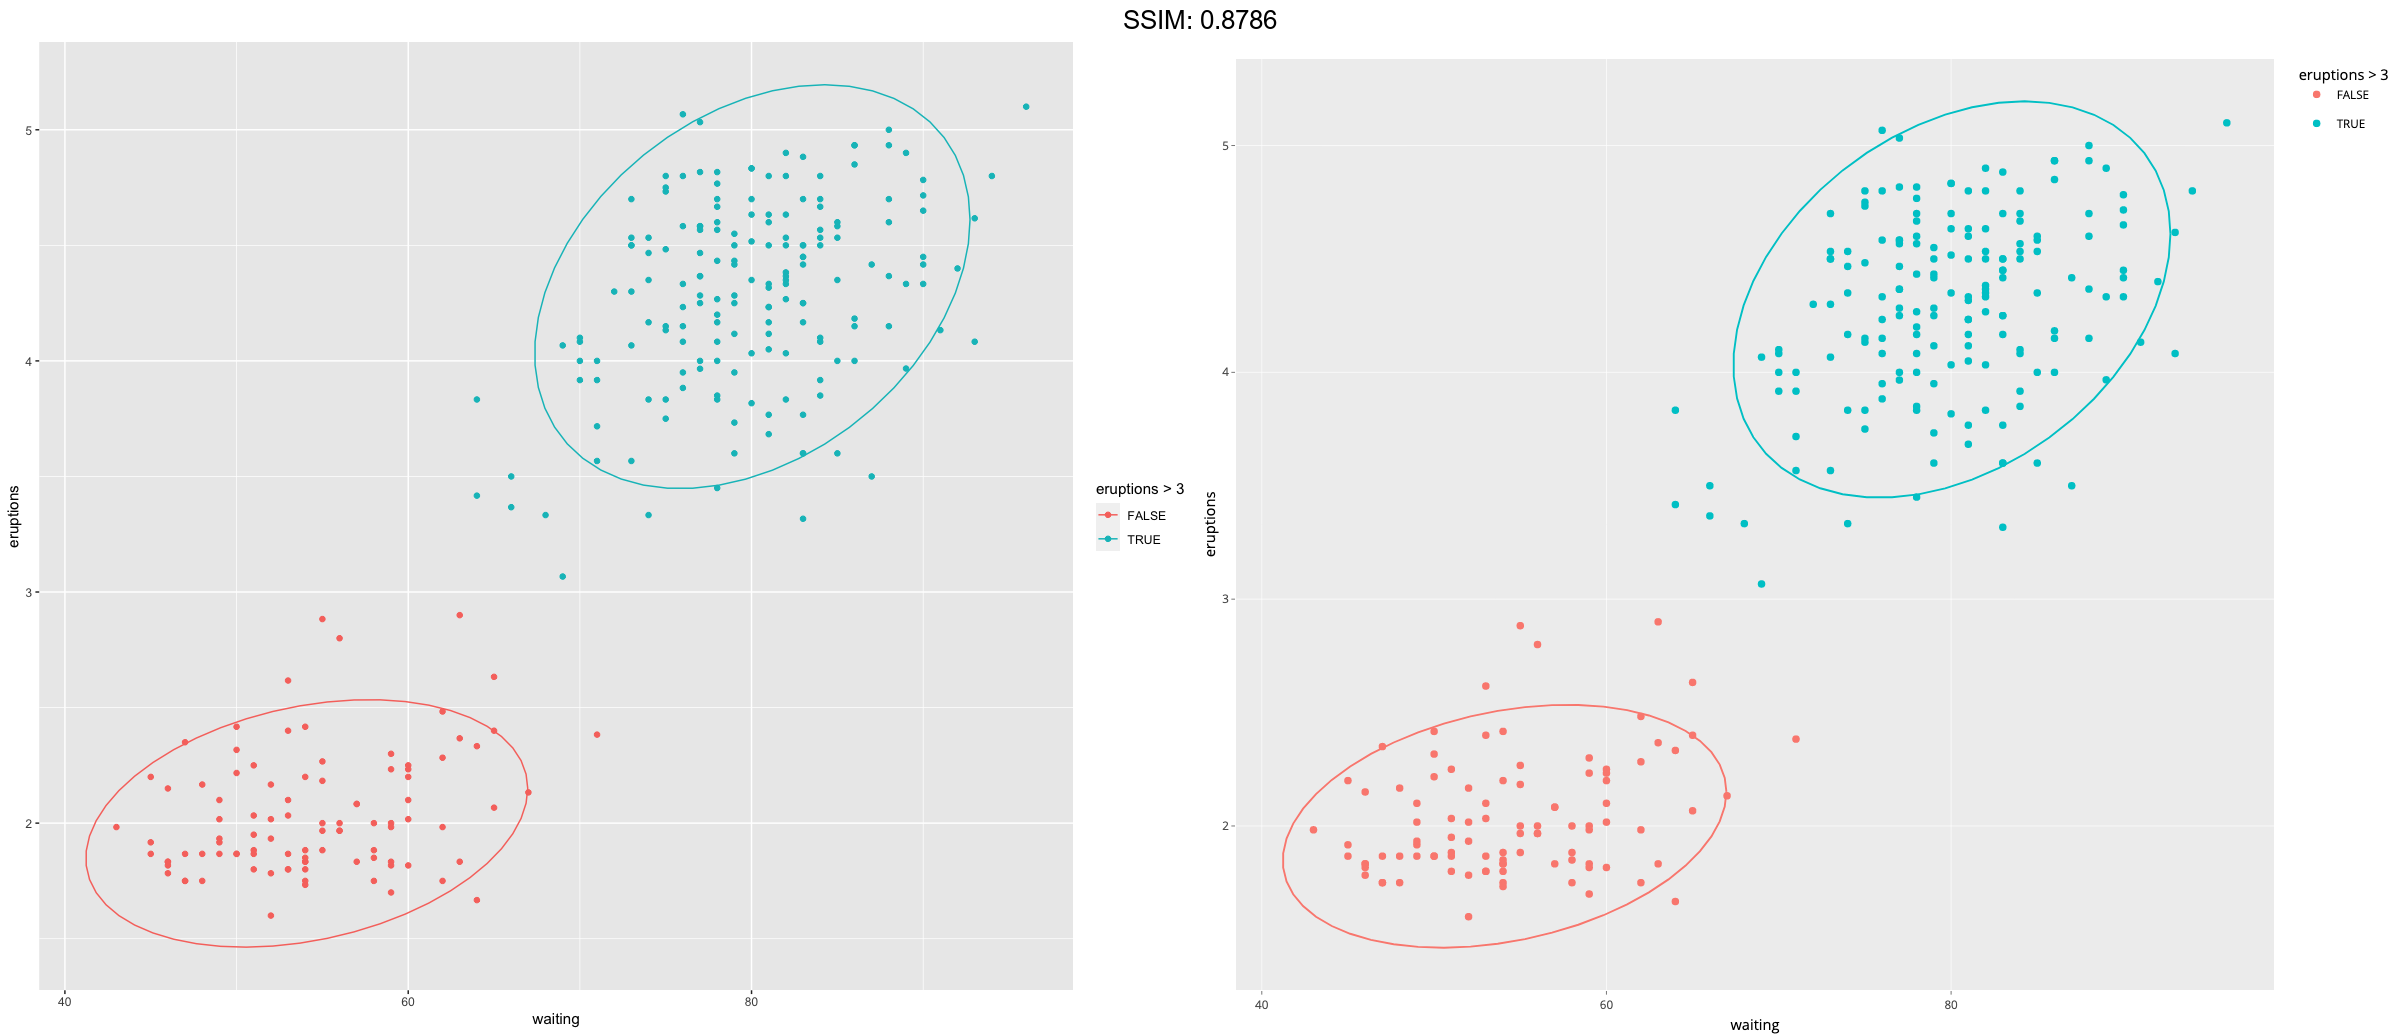 SSIM: 0.8786
5
4
3
2
eruptions
40 60 80
waiting
eruptions > 3
FALSE
TRUE
5
4
3
2
eruptions
40 60 80
waiting
eruptions > 3
FALSE
TRUE